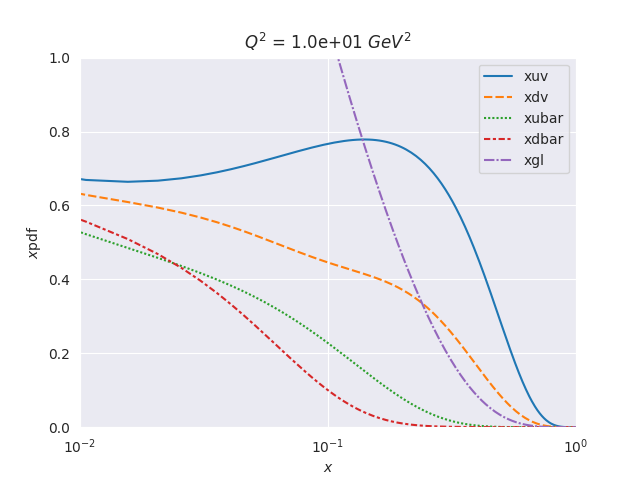 Q² = 1.0e+01 GeV²
1.0
0.8
0.6
0.4
0.2
0.0
xpdf
10⁻²
10⁻¹
10⁰
x
xuv
xdv
xubar
xdbar
xgl